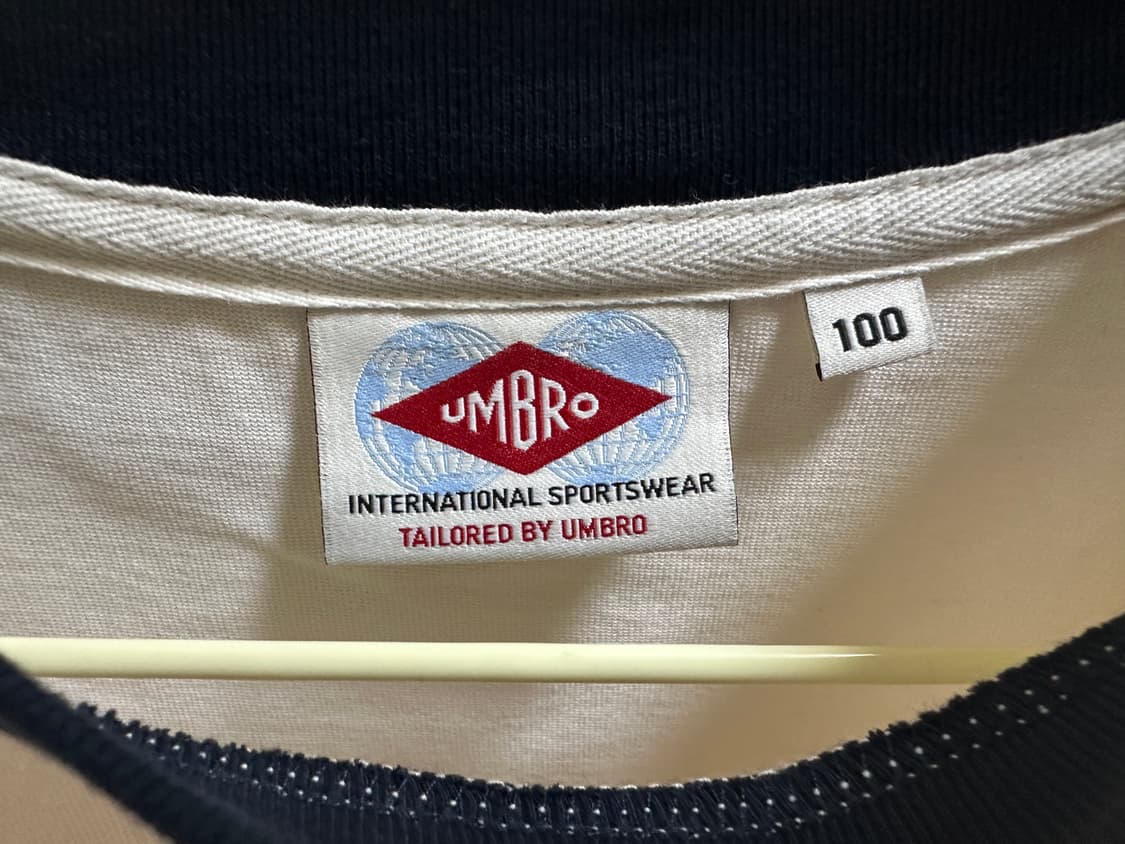 UMBRO
INTERNATIONAL SPORTSWEAR
TAILORED BY UMBRO
100